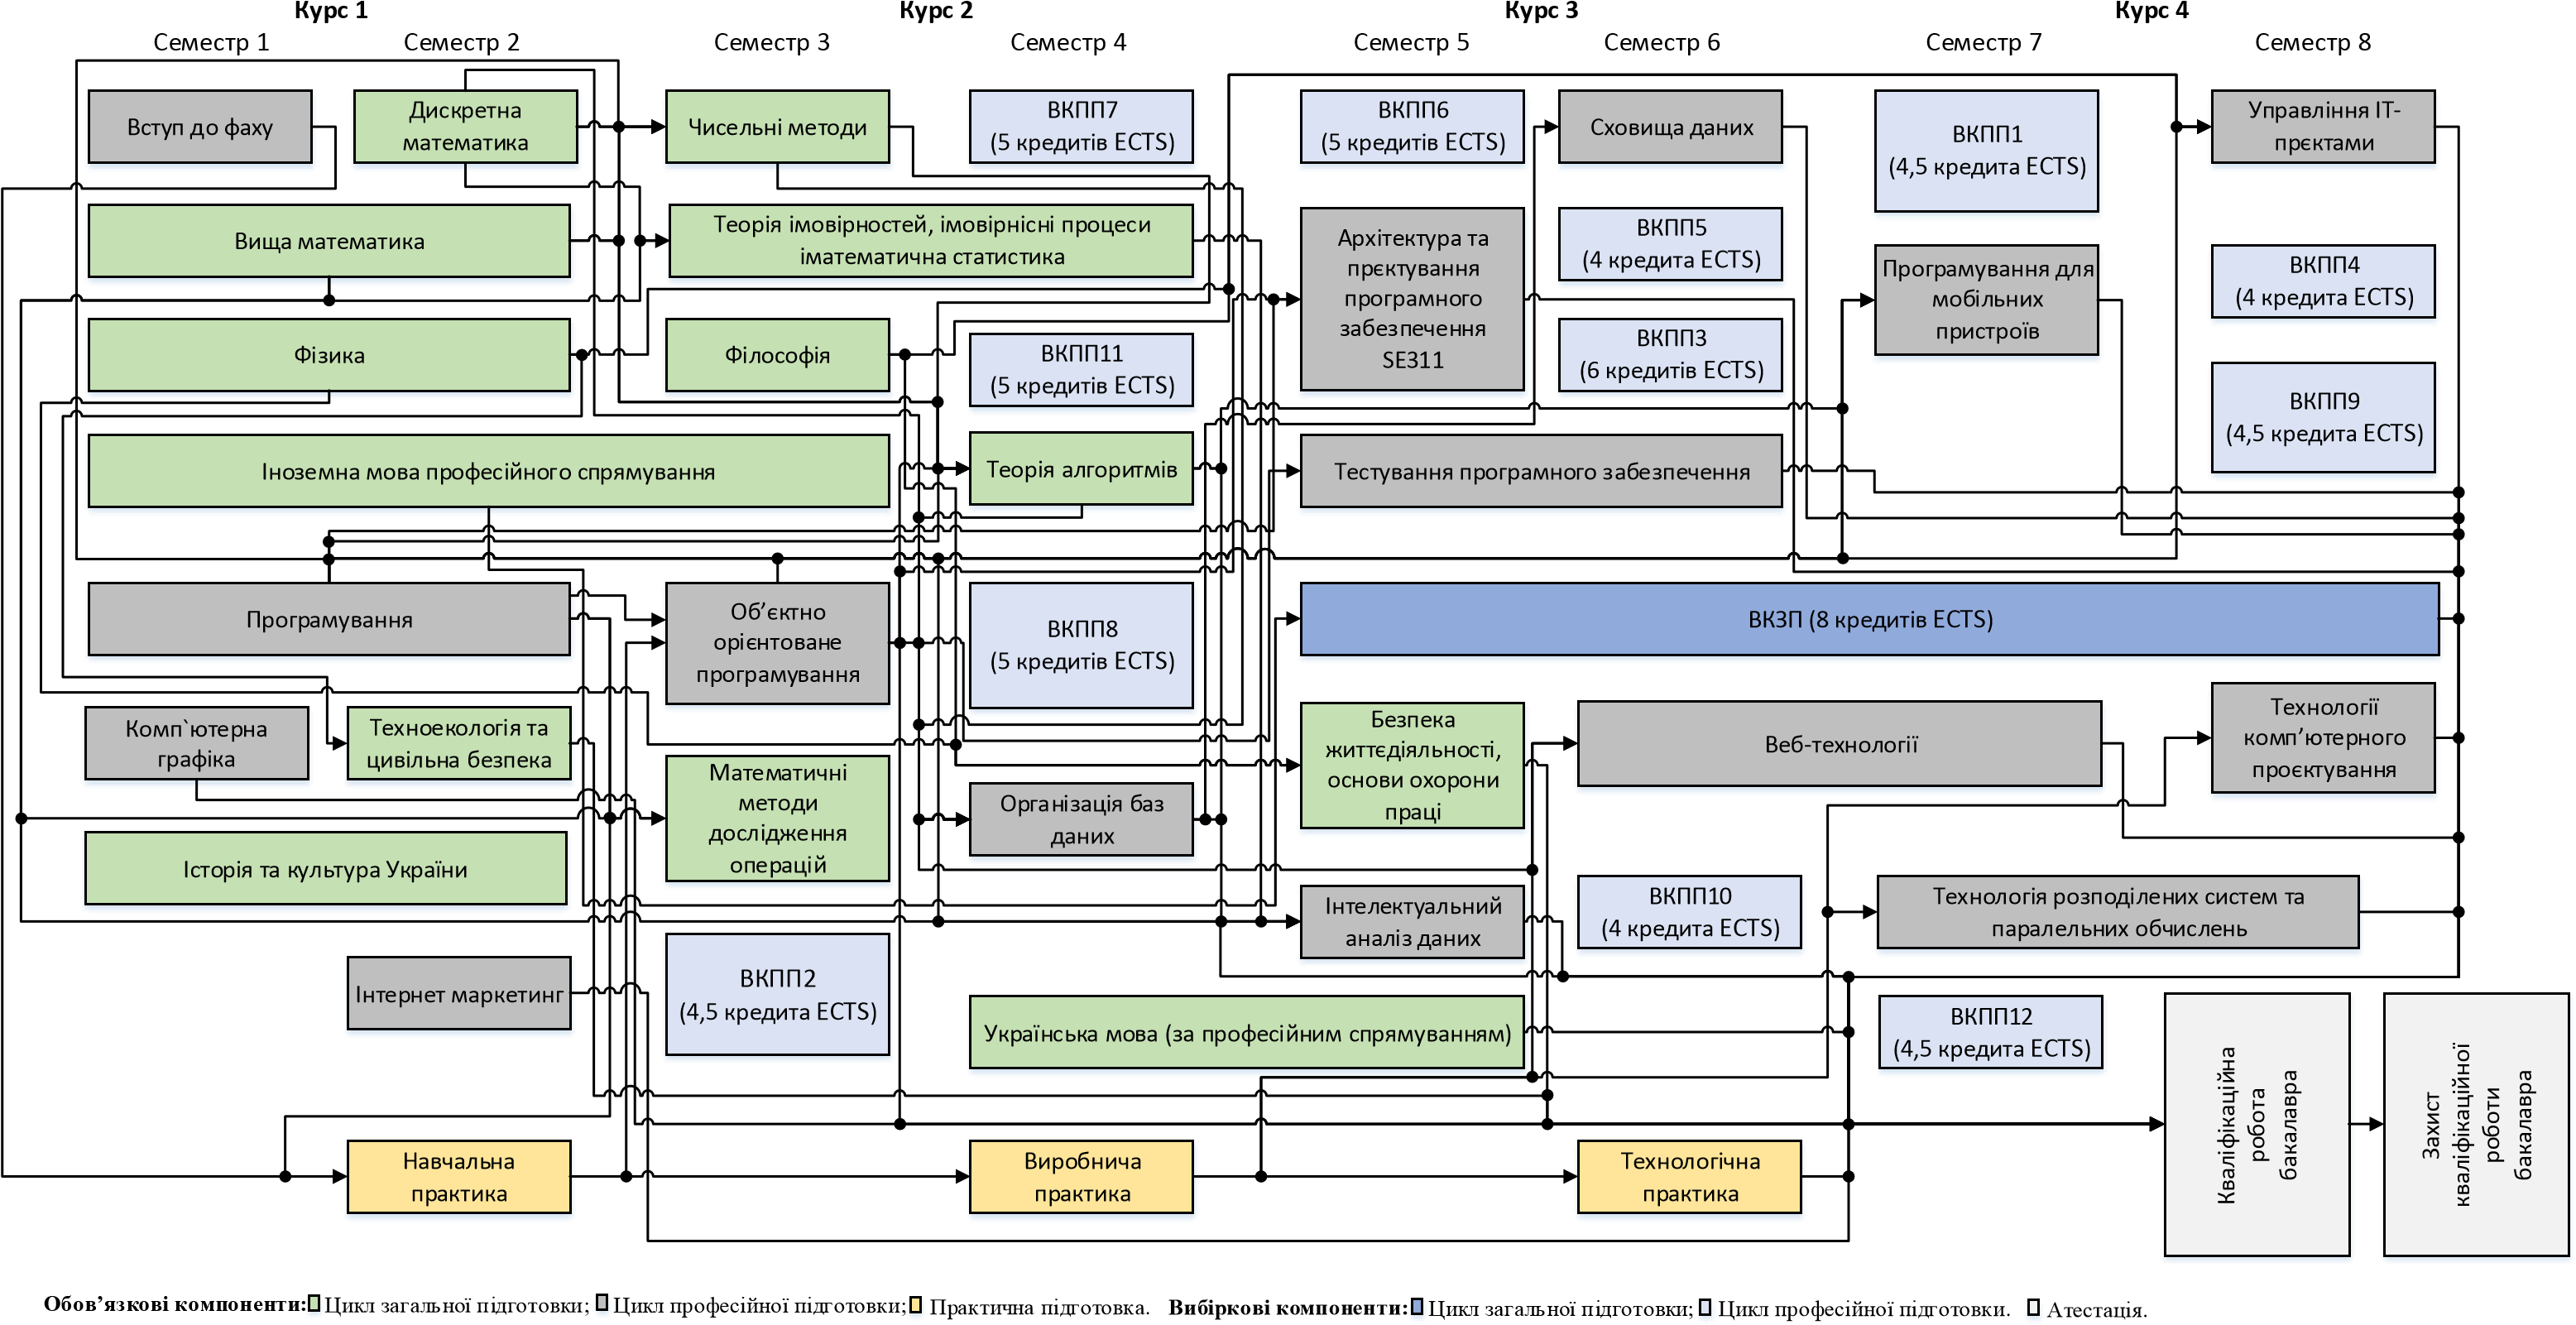 Курс 1
Курс 2
Курс 3
Курс 4
Семестр 1
Семестр 2
Семестр 3
Семестр 4
Семестр 5
Семестр 6
Семестр 7
Семестр 8
Вступ до фаху
Дискретна
математика
Чисельні методи
ВКПП7
(5 кредитів ECTS)
ВКПП6
(5 кредитів ECTS)
Сховища даних
ВКПП1
(4,5 кредита ECTS)
Управління ІТ-
прєктами
Вища математика
Теорія імовірностей, імовірнісні процеси
іматематична статистика
Архітектура та
прєктування
програмного
забезпечення
SE311
ВКПП5
(4 кредита ECTS)
Програмування для
мобільних
пристроїв
ВКПП4
(4 кредита ECTS)
Фізика
Філософія
ВКПП11
(5 кредитів ECTS)
ВКПП3
(6 кредитів ECTS)
ВКПП9
(4,5 кредита ECTS)
Іноземна мова професійного спрямування
Теорія алгоритмів
Тестування програмного забезпечення
Програмування
Об’єктно
орієнтоване
програмування
ВКПП8
(5 кредитів ECTS)
ВКЗП (8 кредитів ECTS)
Комп`ютерна
графіка
Техноекологія та
цивільна безпека
Математичні
методи
дослідження
операцій
Організація баз
даних
Безпека
життєдіяльності,
основи охорони
праці
Веб-технології
Технології
комп’ютерного
проєктування
Історія та культура України
Інтелектуальний
аналіз даних
ВКПП10
(4 кредита ECTS)
Технологія розподілених систем та
паралельних обчислень
Інтернет маркетинг
ВКПП2
(4,5 кредита ECTS)
Українська мова (за професійним спрямуванням)
ВКПП12
(4,5 кредита ECTS)
Кваліфікаційна
робота
бакалавра
Захист
кваліфікаційної
роботи
бакалавра
Навчальна
практика
Виробнича
практика
Технологічна
практика
Обов’язкові компоненти: Цикл загальної підготовки; Цикл професійної підготовки; Практична підготовка. Вибіркові компоненти: Цикл загальної підготовки; Цикл професійної підготовки. Атестація.